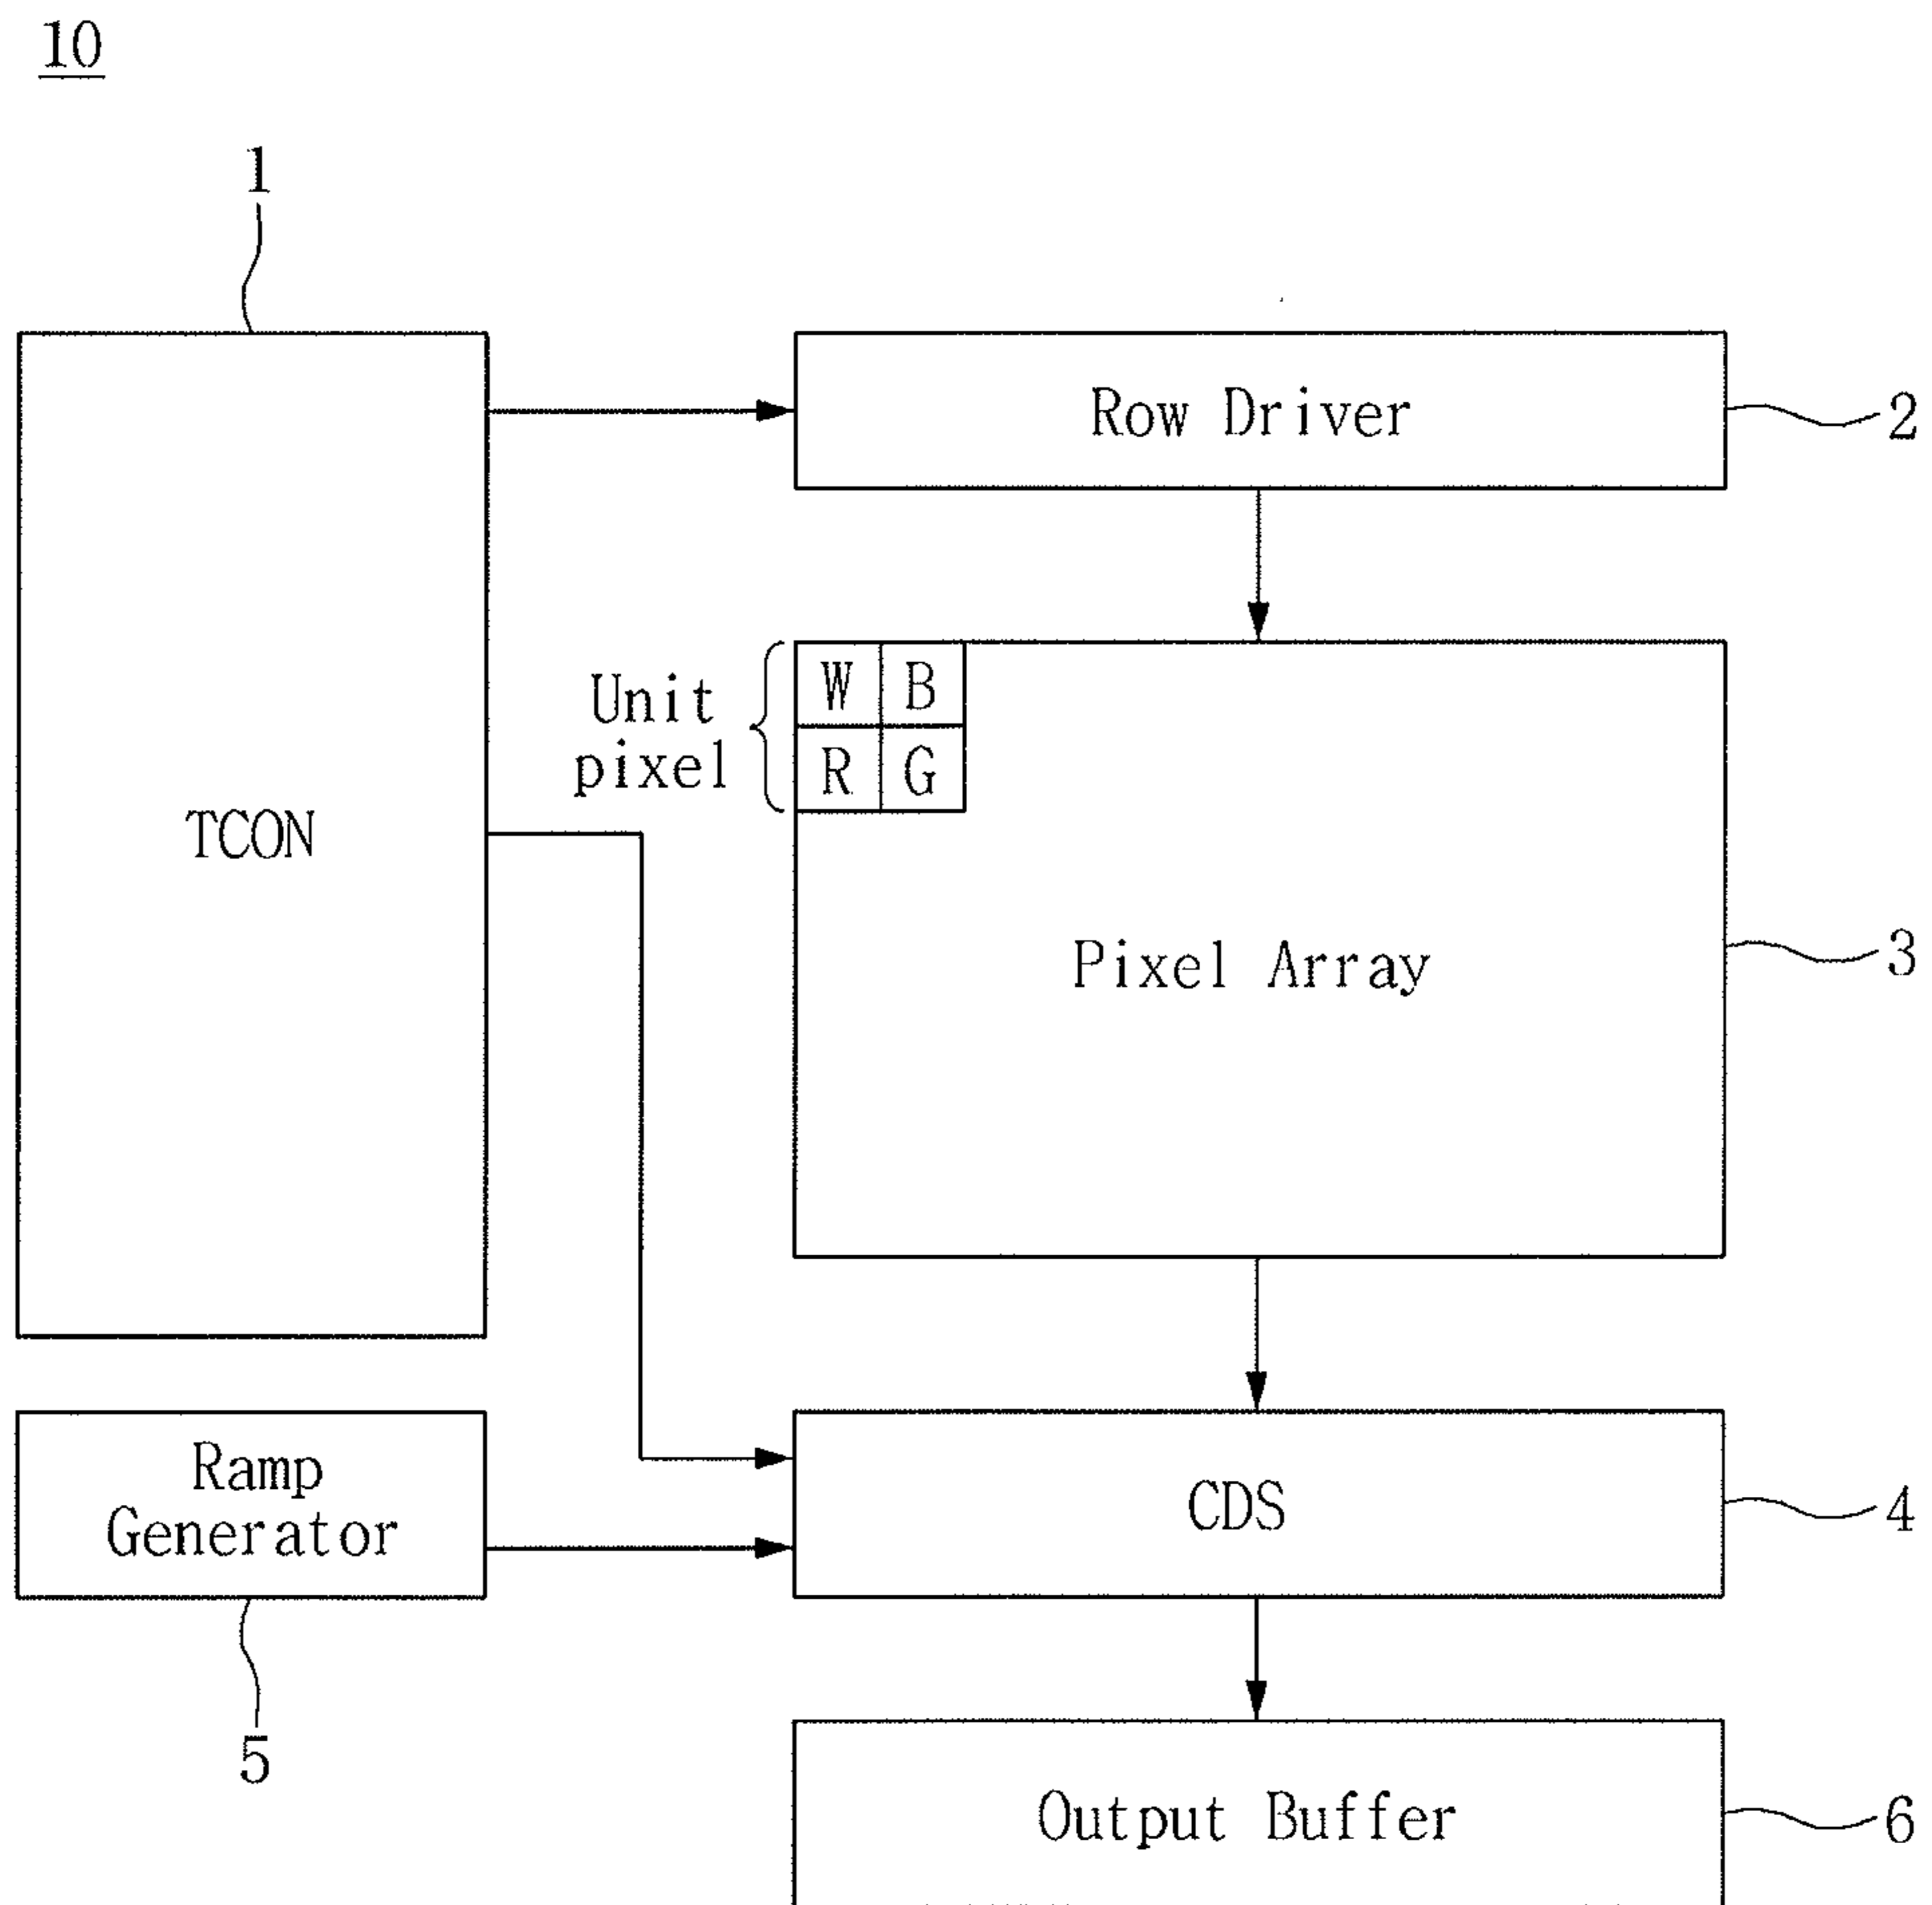 10
1
Row Driver
2
Unit
pixel
W B
R G
TCON
Pixel Array
3
Ramp
Generator
CDS
4
5
Output Buffer
6